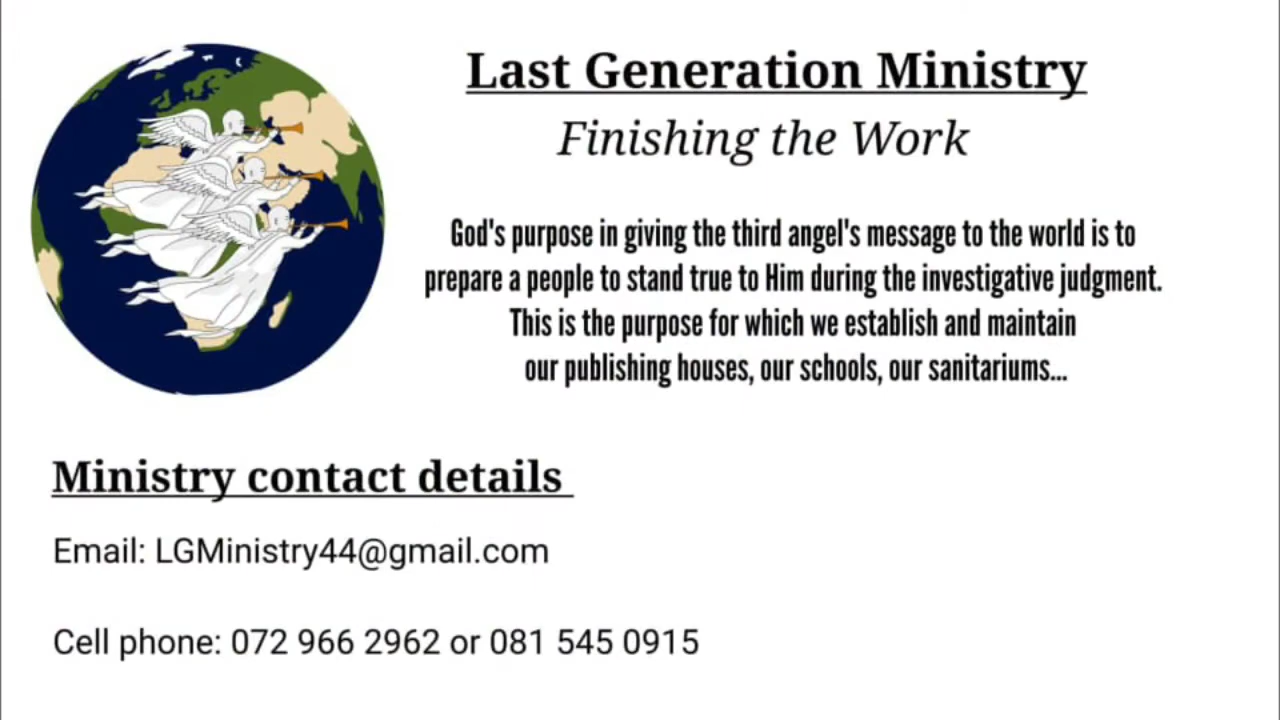 Last Generation Ministry
Finishing the Work
God's purpose in giving the third angel's message to the world is to
prepare a people to stand true to Him during the investigative judgment.
This is the purpose for which we establish and maintain
our publishing houses, our schools, our sanitariums...
Ministry contact details
Email: LGMinistry44@gmail.com
Cell phone: 072 966 2962 or 081 545 0915